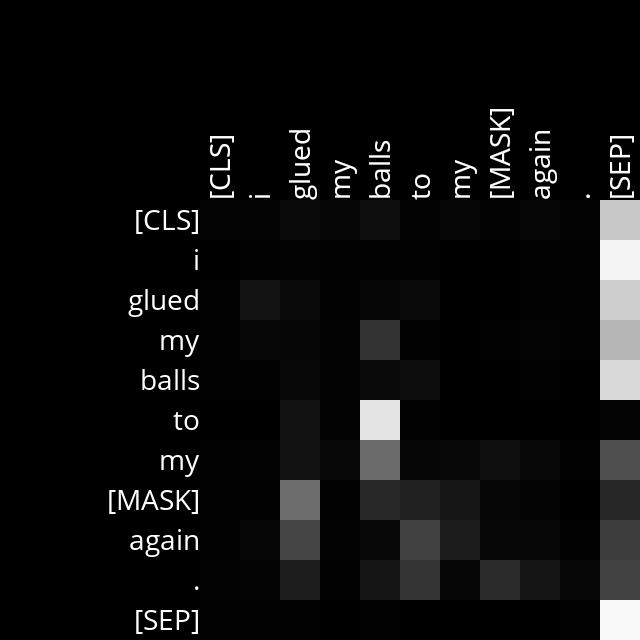 [CLS] i glued my balls to my [MASK] again . [SEP]
[CLS]
i
glued
my
balls
to
my
[MASK]
again
.
[SEP]